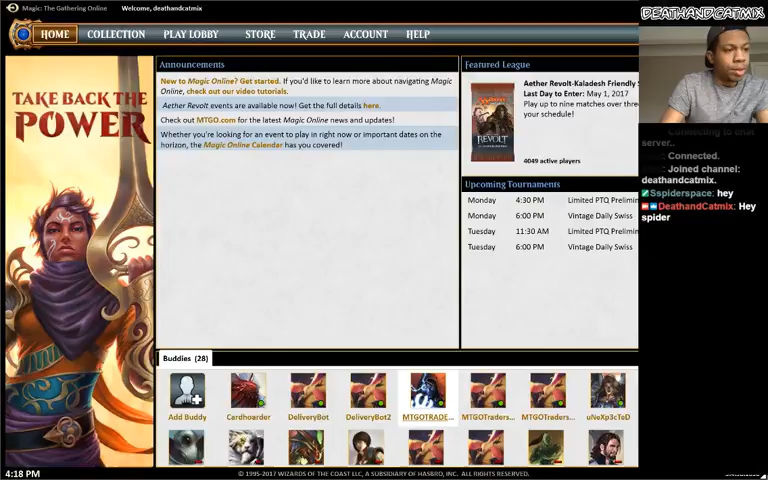 Magic: The Gathering Online
Welcome, deathandcatmix
HOME
COLLECTION
PLAY LOBBY
STORE
TRADE
ACCOUNT
HELP
TAKE BACK THE
POWER
Announcements
New to Magic Online? Get started. If you'd like to learn more about navigating Magic
Online, check out our video tutorials.
Aether Revolt events are available now! Get the full details here.
Check out MTGO.com for the latest Magic Online news and updates!
Whether you're looking for an event to play in right now or important dates on the
horizon, the Magic Online Calendar has you covered!
Featured League
Aether Revolt-Kaladesh Friendly S
Last Day to Enter: May 1, 2017
Play up to nine matches over three
your schedule!
REVOLT
4049 active players
Upcoming Tournaments
Monday 4:30 PM Limited PTQ Prelimin
Monday 6:00 PM Vintage Daily Swiss
Tuesday 11:30 AM Limited PTQ Prelimin
Tuesday 6:00 PM Vintage Daily Swiss
Buddies (28)
Add Buddy
Cardhoarder
DeliveryBot
DeliveryBot2
MTGOTRADE...
MTGOTraders...
MTGOTraders...
uNeXp3cTeD
4:18 PM
© 1995-2017 WIZARDS OF THE COAST LLC, A SUBSIDIARY OF HASBRO, INC. ALL RIGHTS RESERVED.
DEATHANDCATMIX
Connecting to chat
server..
Connected.
Joined channel:
deathandcatmix.
Sspiderspace: hey
DeathandCatmix: Hey
spider